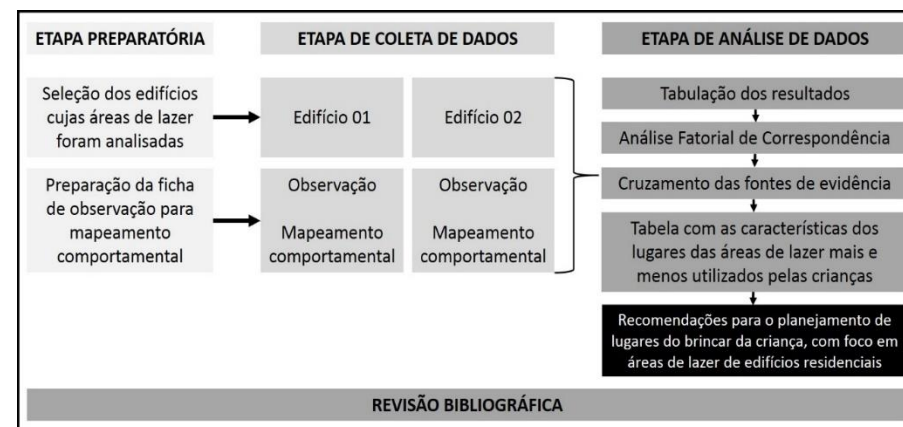 ETAPA PREPARATÓRIA
Seleção dos edifícios
cujas áreas de lazer
foram analisadas
Preparação da ficha
de observação para
mapeamento
comportamental
ETAPA DE COLETA DE DADOS
Edifício 01
Edifício 02
Observação
Mapeamento
comportamental
Observação
Mapeamento
comportamental
ETAPA DE ANÁLISE DE DADOS
Tabulação dos resultados
Análise Fatorial de Correspondência
Cruzamento das fontes de evidência
Tabela com as características dos
lugares das áreas de lazer mais e
menos utilizados pelas crianças
Recomendações para o planejamento de
lugares do brincar da criança, com foco em
áreas de lazer de edifícios residenciais
REVISÃO BIBLIOGRÁFICA